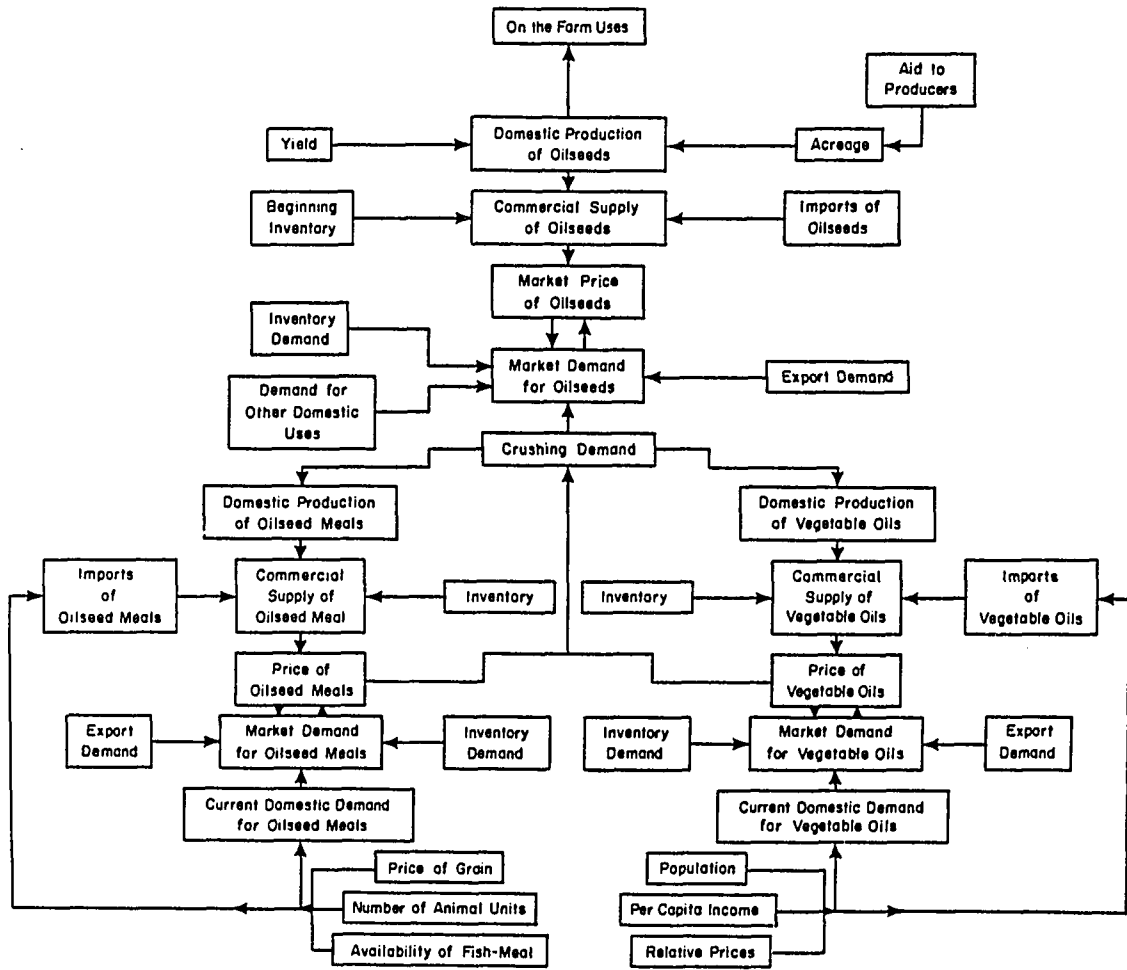 On the Farm Uses
Aid to
Producers
Yield
Domestic Production
of Oilseeds
Acreage
Beginning
Inventory
Commercial Supply
of Oilseeds
Imports of
Oilseeds
Market Price
of Oilseeds
Inventory
Demand
Market Demand
for Oilseeds
Export Demand
Demand for
Other Domestic
Uses
Crushing Demand
Domestic Production
of Oilseed Meals
Domestic Production
of Vegetable Oils
Imports
of
Oilseed Meals
Commercial
Supply of
Oilseed Meal
Inventory
Inventory
Commercial
Supply of
Vegetable Oils
Imports
of
Vegetable Oils
Price of
Oilseed Meals
Price of
Vegetable Oils
Export
Demand
Market Demand
for Oilseed Meals
Inventory
Demand
Inventory
Demand
Market Demand
for Vegetable Oils
Export
Demand
Current Domestic Demand
for Oilseed Meals
Current Domestic Demand
for Vegetable Oils
Price of Grain
Number of Animal Units
Availability of Fish-Meal
Population
Per Capita Income
Relative Prices